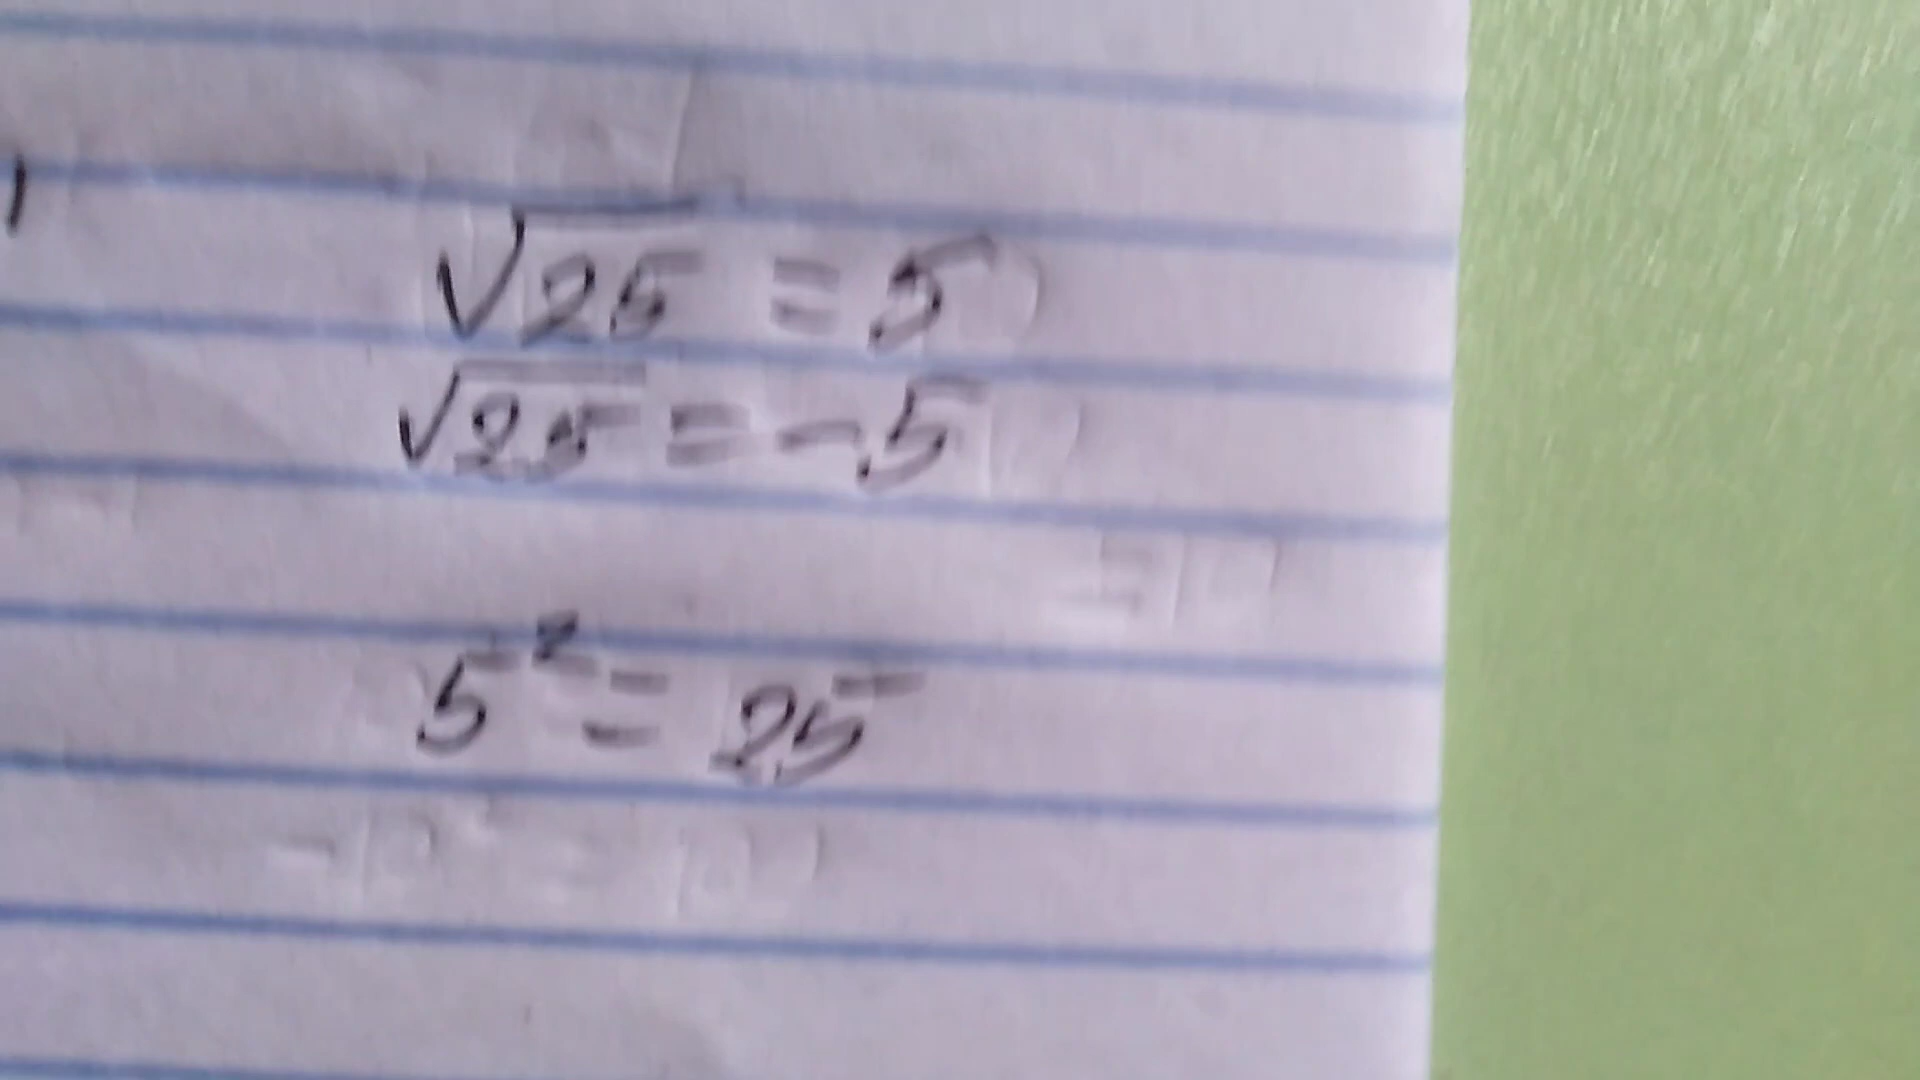 √25 = 5
√25 = -5
5² = 25